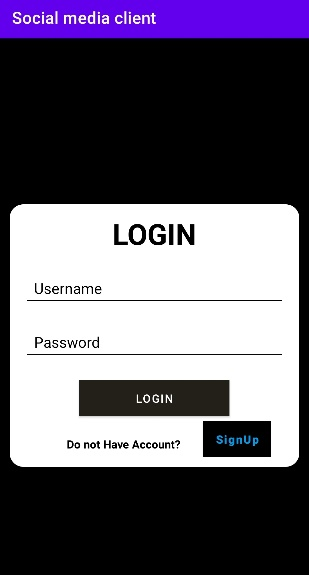 Social media client
LOGIN
Username
Password
LOGIN
Do not Have Account? SignUp